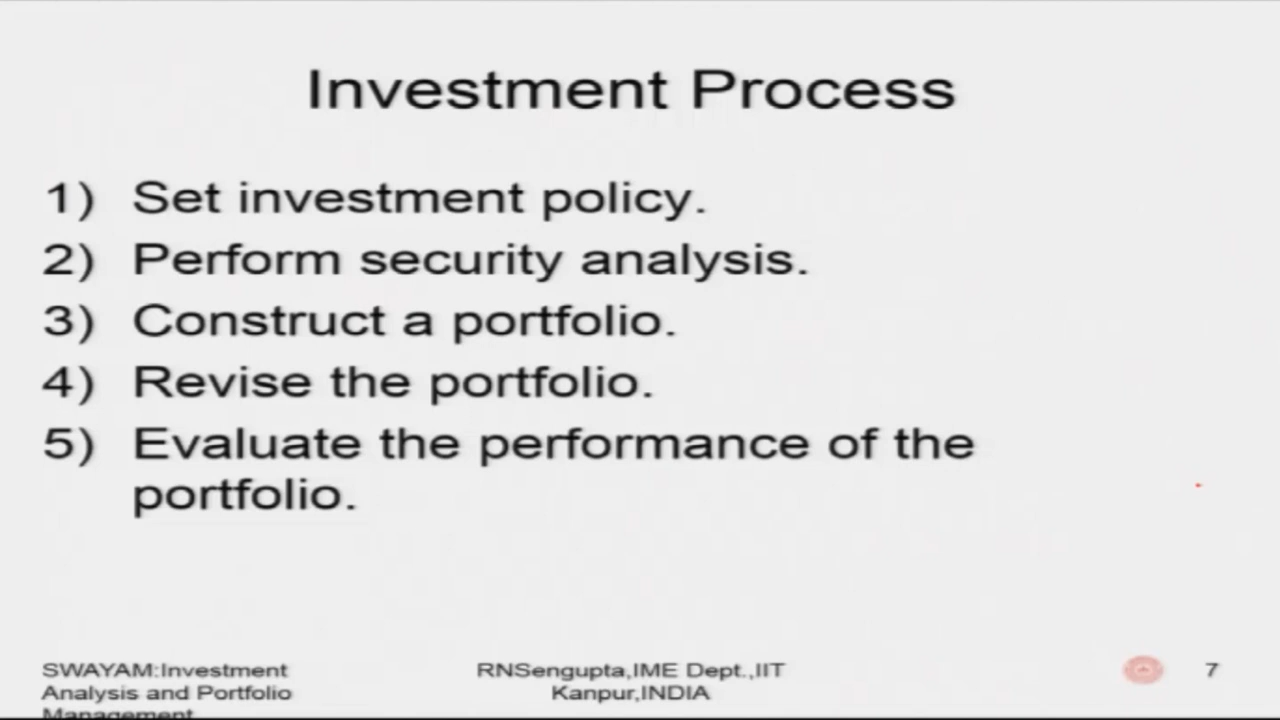 Investment Process
1) Set investment policy.
2) Perform security analysis.
3) Construct a portfolio.
4) Revise the portfolio.
5) Evaluate the performance of the
portfolio.
SWAYAM:Investment
Analysis and Portfolio
Management
RNSengupta,IME Dept.,IIT
Kanpur,INDIA
7